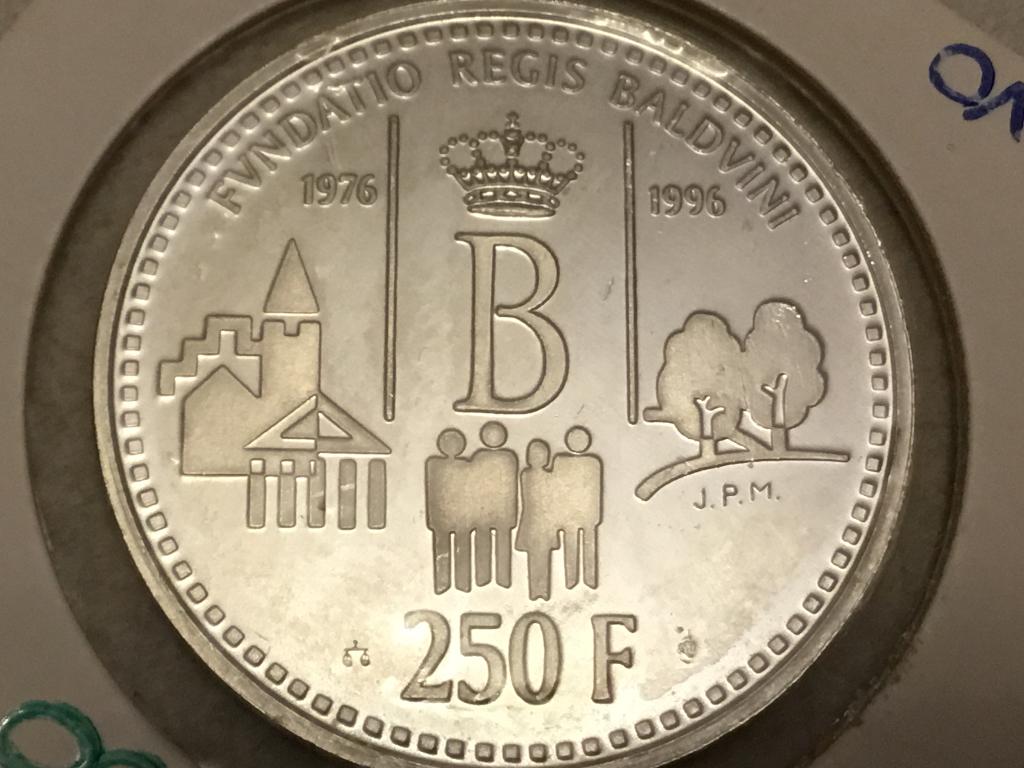 FVNDATIO REGIS BALDVINI
1976 1996
B
J.P.M.
250 F